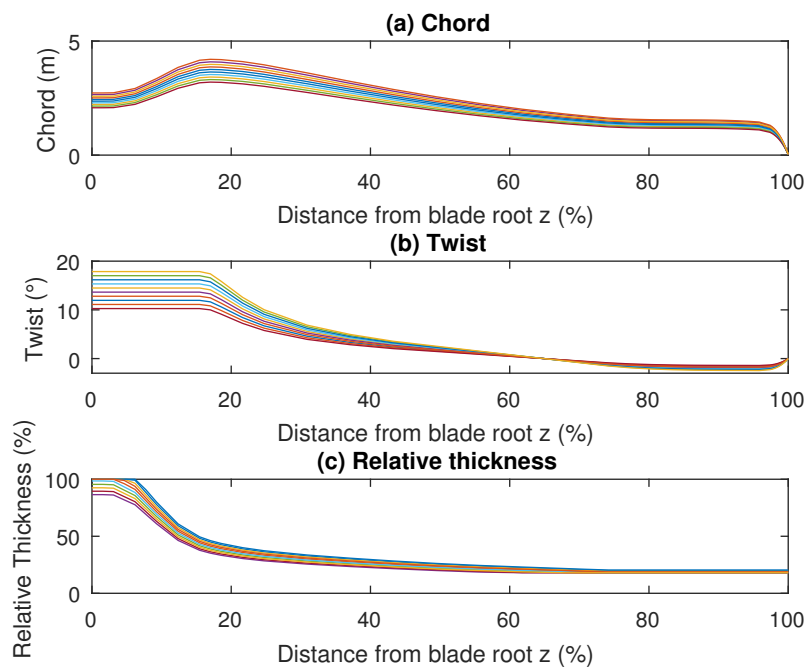 (a) Chord
Chord (m)
5
0
0 20 40 60 80 100
Distance from blade root z (%)
(b) Twist
Twist (°)
20
10
0
0 20 40 60 80 100
Distance from blade root z (%)
(c) Relative thickness
Relative Thickness (%)
100
50
0
0 20 40 60 80 100
Distance from blade root z (%)